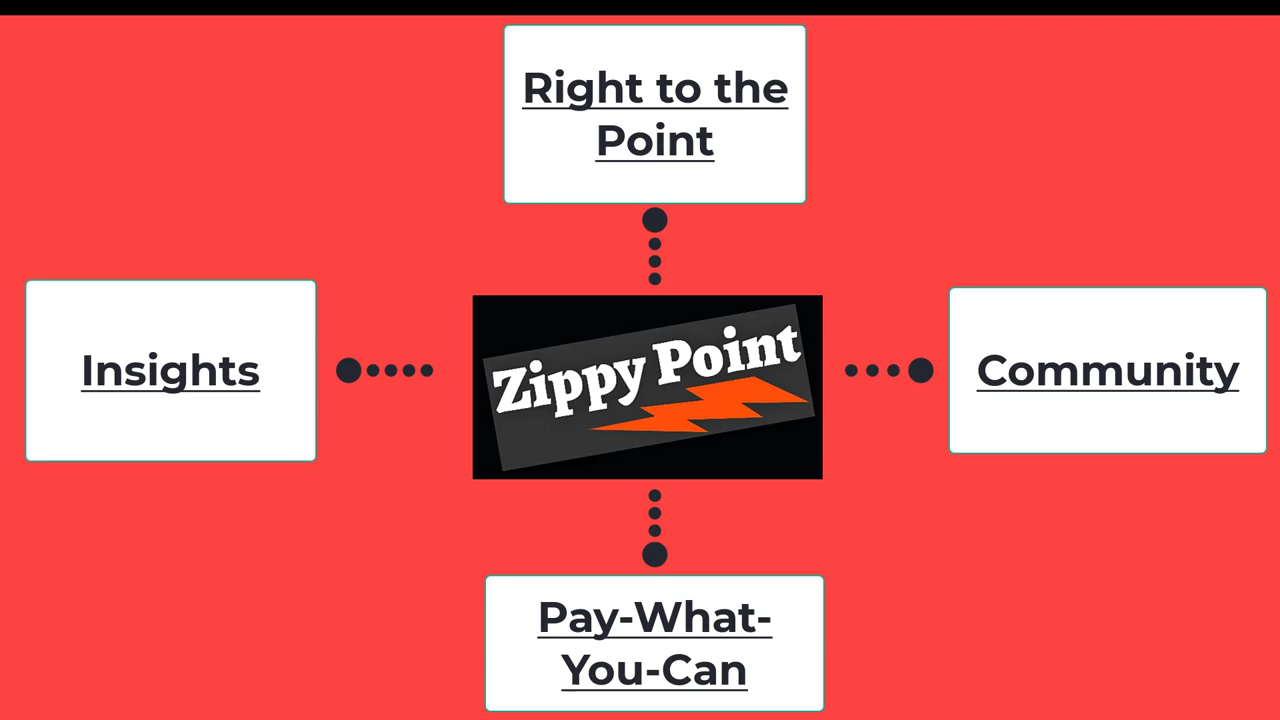 Right to the
Point
Insights
Zippy Point
Community
Pay-What-
You-Can